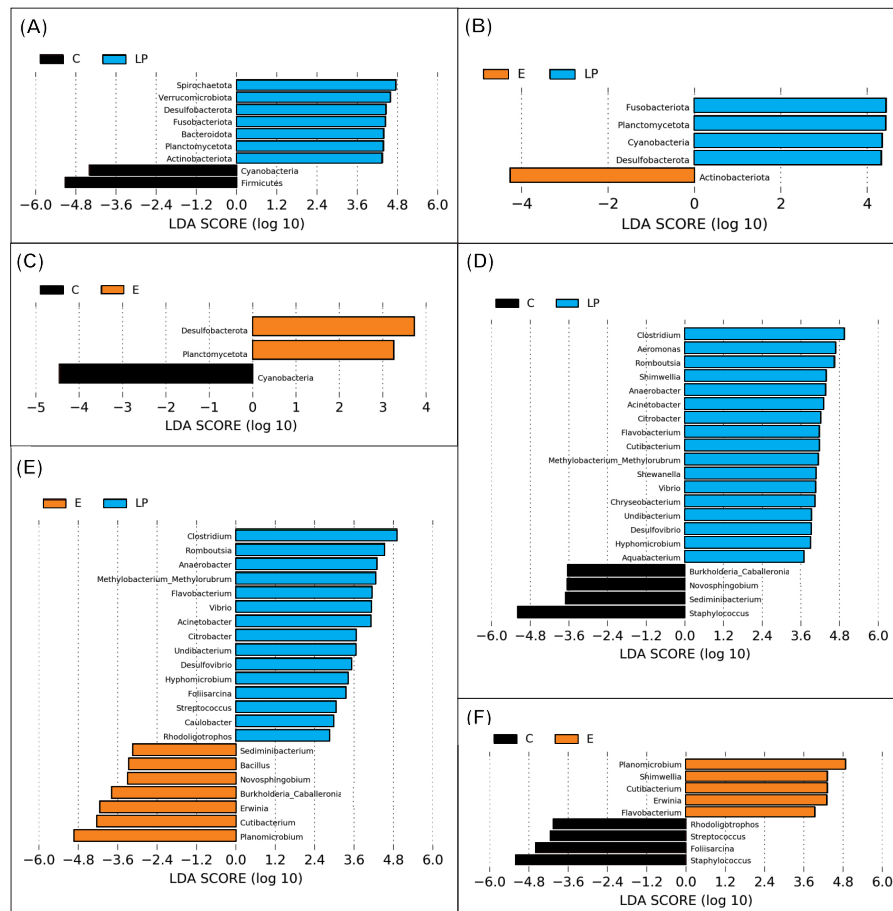 (A)
C LP
Spirochaetota
Verrucomicrobiota
Desulfobacterota
Fusobacteriota
Bacteroidota
Planctomycetota
Actinobacteriota
Cyanobacteria
Firmicutes
−6.0 −4.8 −3.6 −2.4 −1.2 0.0 1.2 2.4 3.6 4.8 6.0
LDA SCORE (log 10)
(B)
E LP
Fusobacteriota
Planctomycetota
Cyanobacteria
Desulfobacterota
Actinobacteriota
−4 −2 0 2 4
LDA SCORE (log 10)
(C)
C E
Desulfobacterota
Planctomycetota
Cyanobacteria
−5 −4 −3 −2 −1 0 1 2 3 4
LDA SCORE (log 10)
(D)
C LP
Clostridium
Aeromonas
Romboutsia
Shimwellia
Anaerobacter
Acinetobacter
Citrobacter
Flavobacterium
Cutibacterium
Methylobacterium_Methylorubrum
Shewanella
Vibrio
Chryseobacterium
Undibacterium
Desulfovibrio
Hyphomicrobium
Aquabacterium
Burkholderia_Caballeronia
Novosphingobium
Sediminibacterium
Staphylococcus
−6.0 −4.8 −3.6 −2.4 −1.2 0.0 1.2 2.4 3.6 4.8 6.0
LDA SCORE (log 10)
(E)
E LP
Clostridium
Romboutsia
Anaerobacter
Methylobacterium_Methylorubrum
Flavobacterium
Vibrio
Acinetobacter
Citrobacter
Undibacterium
Desulfovibrio
Hyphomicrobium
Foliisarcina
Streptococcus
Caulobacter
Rhodoligotrophos
Sediminibacterium
Bacillus
Novosphingobium
Burkholderia_Caballeronia
Erwinia
Cutibacterium
Planomicrobium
−6.0 −4.8 −3.6 −2.4 −1.2 0.0 1.2 2.4 3.6 4.8 6.0
LDA SCORE (log 10)
(F)
C E
Planomicrobium
Shimwellia
Cutibacterium
Erwinia
Flavobacterium
Rhodoligotrophos
Streptococcus
Foliisarcina
Staphylococcus
−6.0 −4.8 −3.6 −2.4 −1.2 0.0 1.2 2.4 3.6 4.8 6.0
LDA SCORE (log 10)